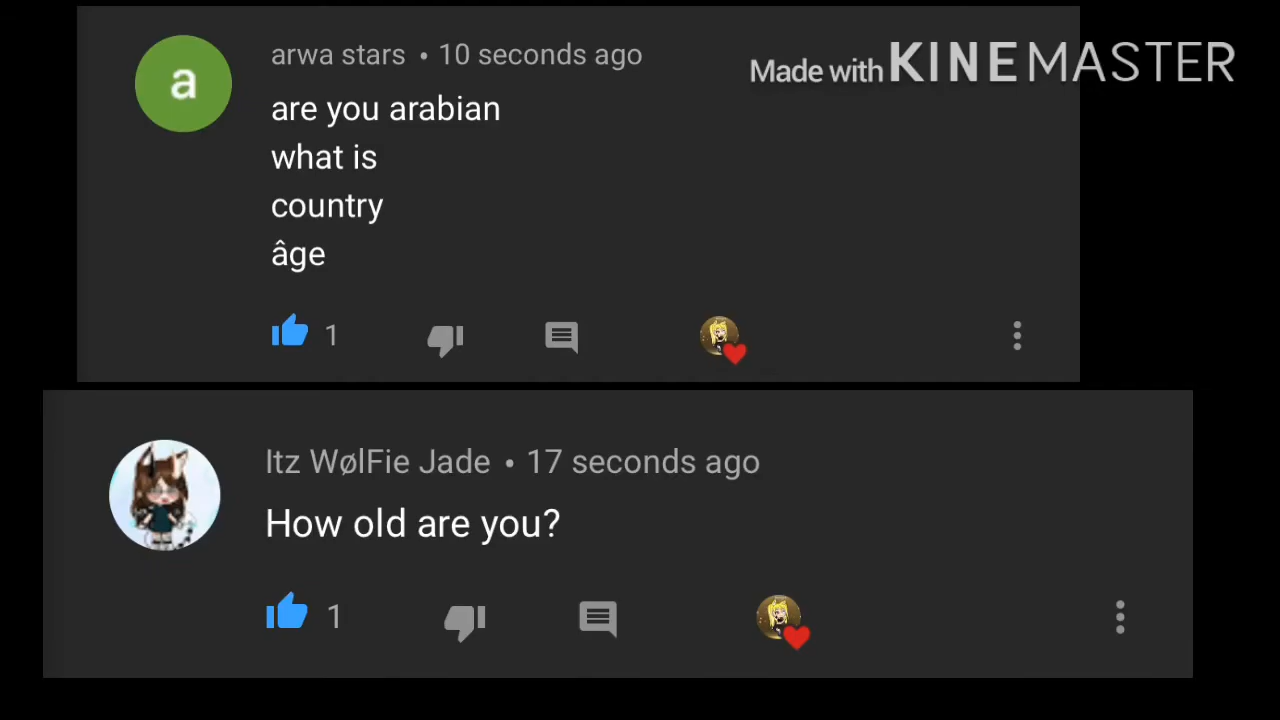 Made with KINEMASTER
a
arwa stars • 10 seconds ago
are you arabian
what is
country
âge
1
Itz WølFie Jade • 17 seconds ago
How old are you?
1